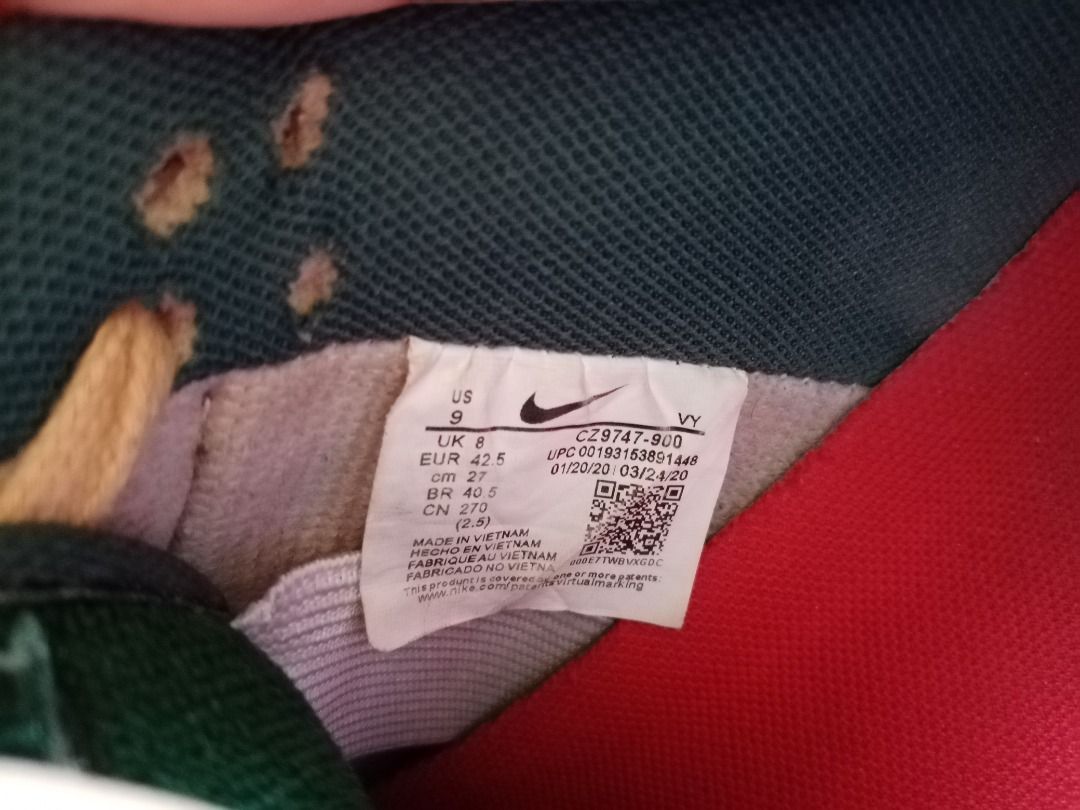 US
9
VY
UK 8
CZ9747-900
EUR 42.5
UPC 00193153891448
cm 27
01/20/20 03/24/20
BR 40.5
CN 270
(2.5)
MADE IN VIETNAM
HECHO EN VIETNAM
FABRIQUE AU VIETNAM
FABRICADO NO VIETNA
000E7TWBVXGDC
This product is covered by one or more patents:
www.nike.com/patentsvirtualmarking